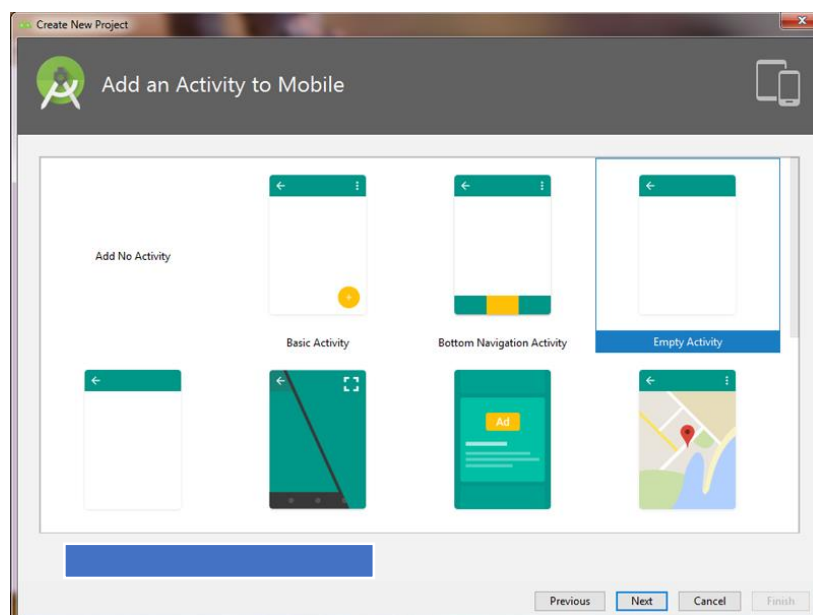 Create New Project
Add an Activity to Mobile
Add No Activity
Basic Activity
Bottom Navigation Activity
Empty Activity
Ad
Previous
Next
Cancel
Finish